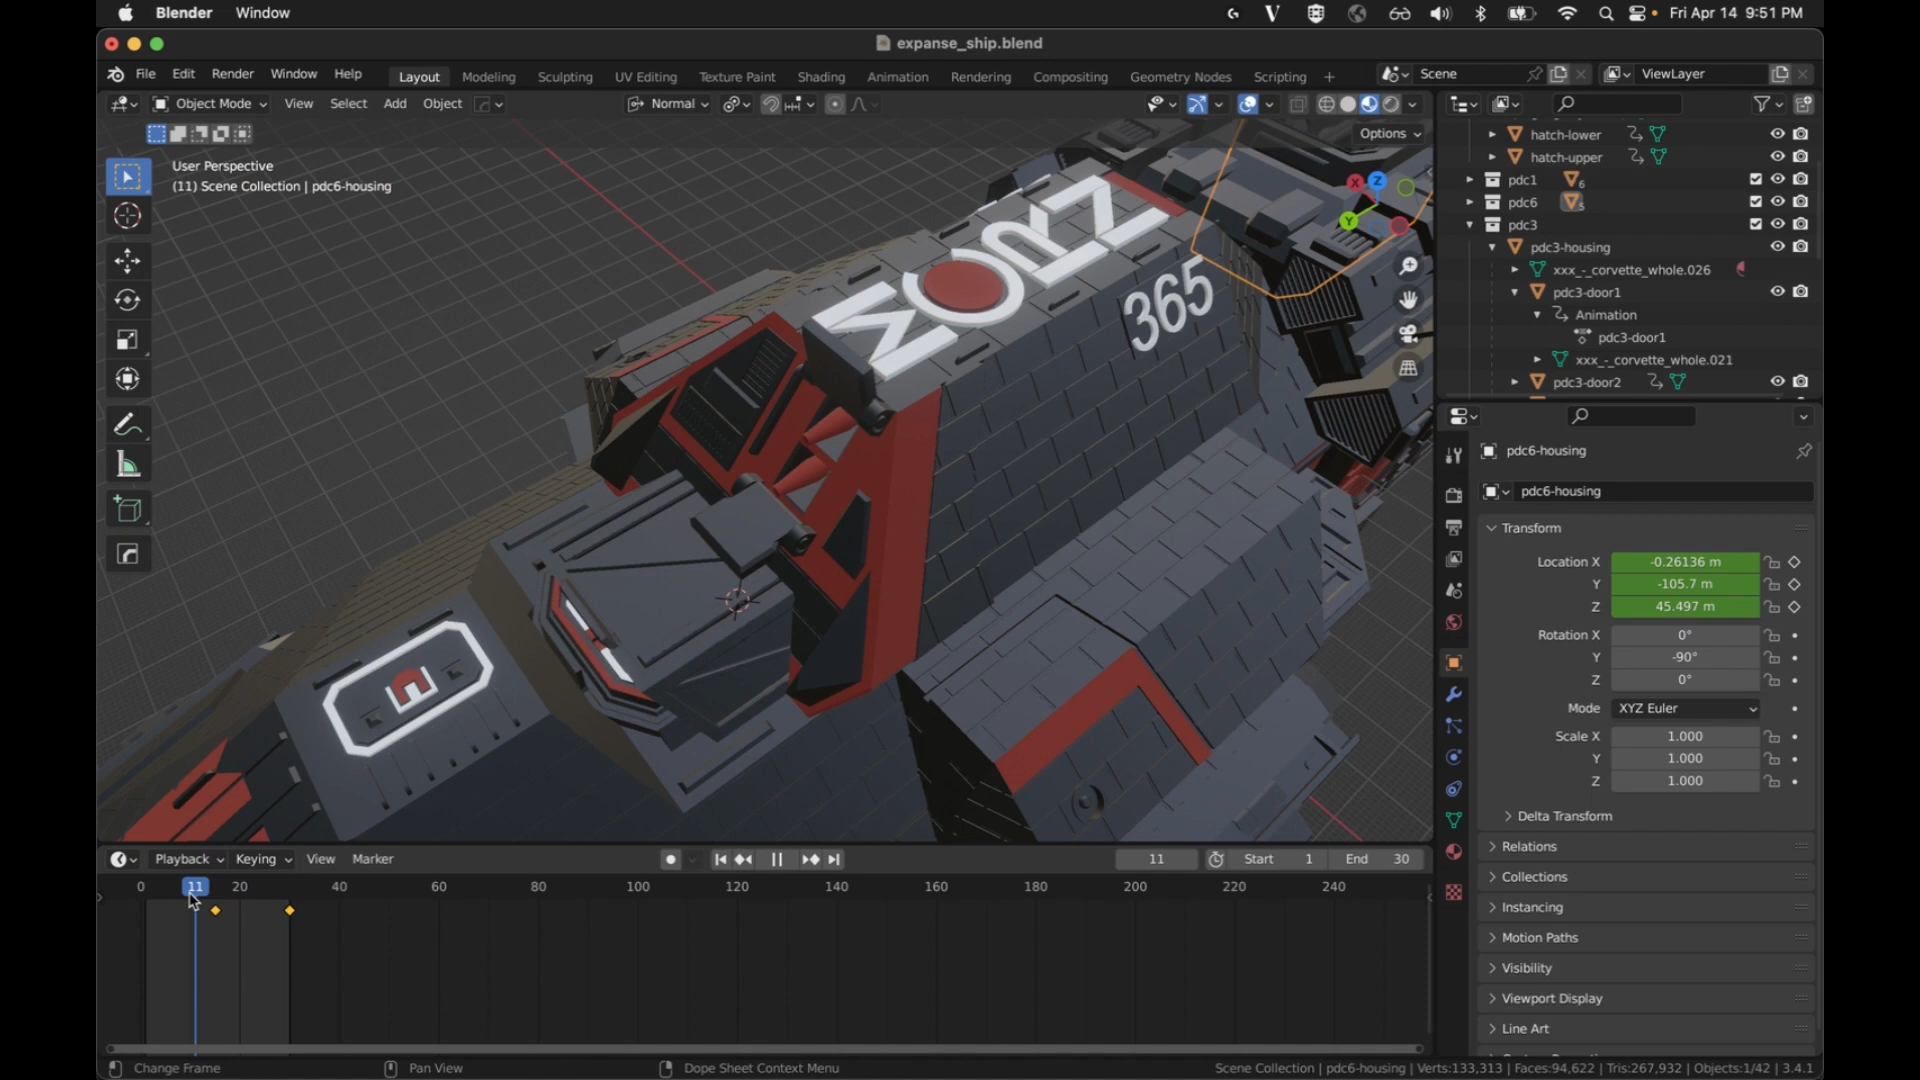 Blender Window Fri Apr 14 9:51 PM
expanse_ship.blend
File Edit Render Window Help Layout Modeling Sculpting UV Editing Texture Paint Shading Animation Rendering Compositing Geometry Nodes Scripting + Scene ViewLayer
Object Mode View Select Add Object Normal
Options
User Perspective
(11) Scene Collection | pdc6-housing
X Z Y
365
hatch-lower
hatch-upper
pdc1 6
pdc6 5
pdc3
pdc3-housing
xxx_-_corvette_whole.026
pdc3-door1
Animation
pdc3-door1
xxx_-_corvette_whole.021
pdc3-door2
pdc6-housing
pdc6-housing
Transform
Location X -0.26136 m
Y -105.7 m
Z 45.497 m
Rotation X 0°
Y -90°
Z 0°
Mode XYZ Euler
Scale X 1.000
Y 1.000
Z 1.000
Delta Transform
Relations
Collections
Instancing
Motion Paths
Visibility
Viewport Display
Line Art
Playback Keying View Marker 11 Start 1 End 30
0 11 20 40 60 80 100 120 140 160 180 200 220 240
Change Frame Pan View Dope Sheet Context Menu Scene Collection | pdc6-housing | Verts:133,313 | Faces:94,622 | Tris:267,932 | Objects:1/42 | 3.4.1